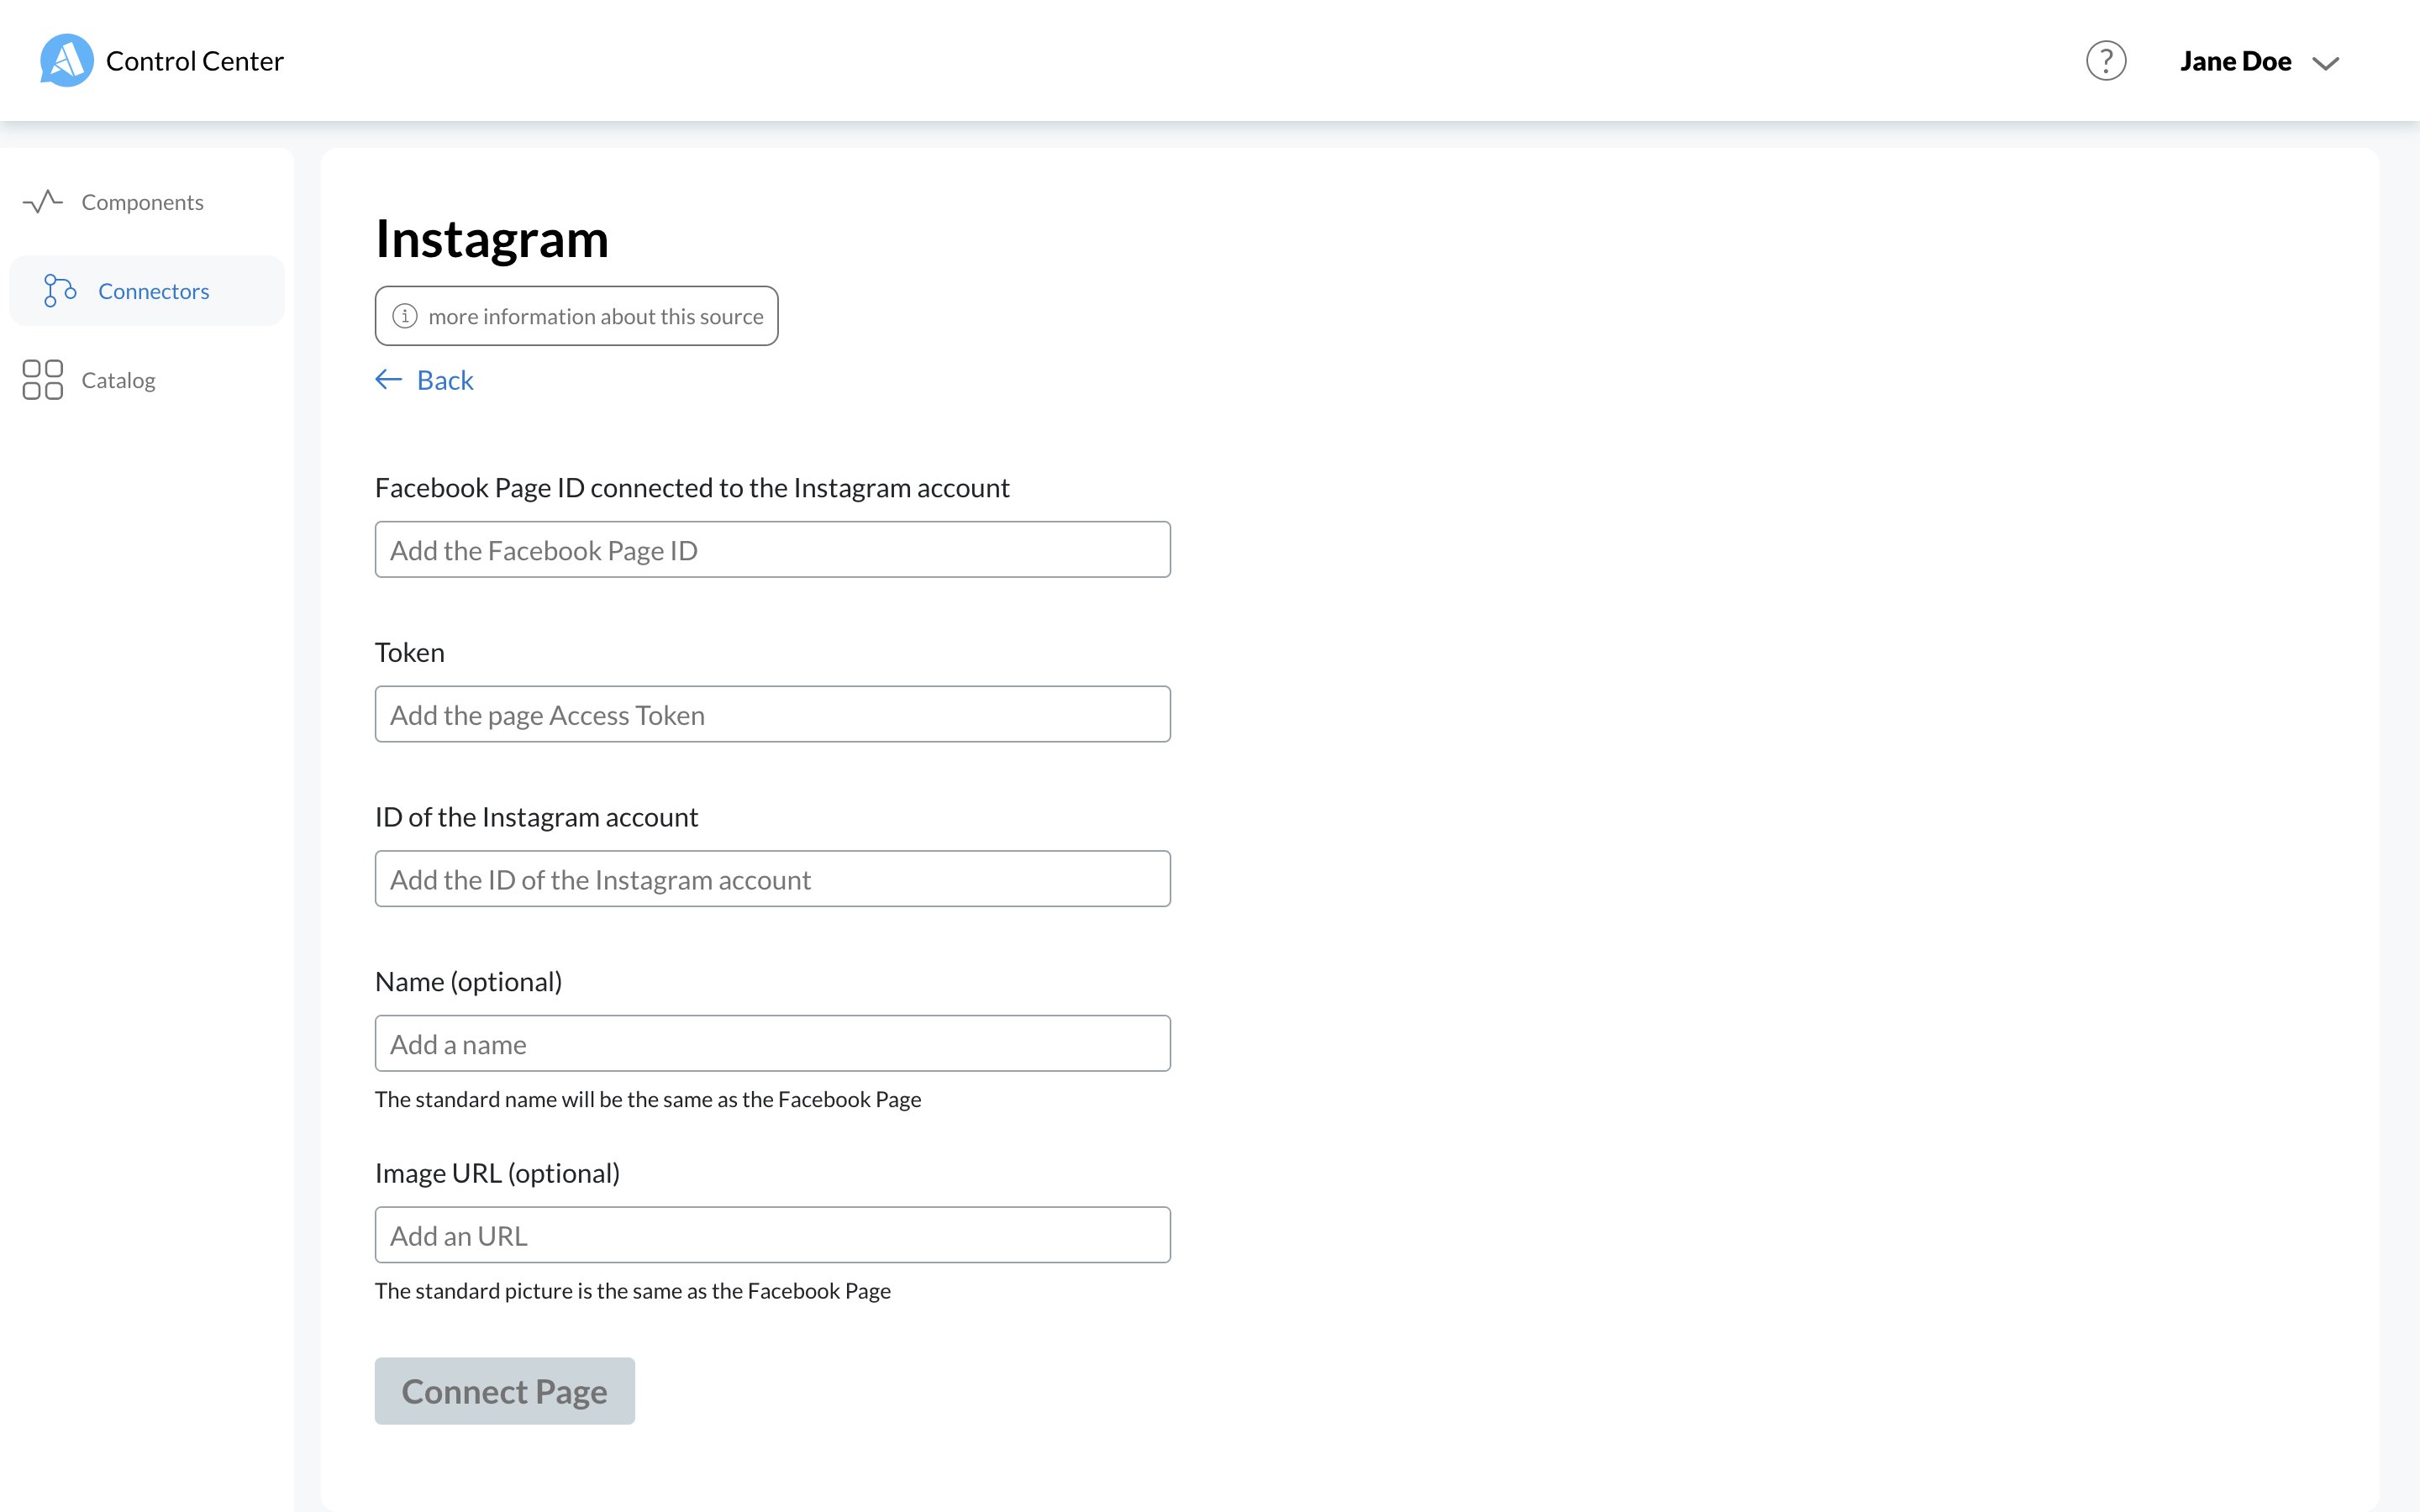 Control Center
?
Jane Doe
Components
Connectors
Catalog
Instagram
more information about this source
Back
Facebook Page ID connected to the Instagram account
Add the Facebook Page ID
Token
Add the page Access Token
ID of the Instagram account
Add the ID of the Instagram account
Name (optional)
Add a name
The standard name will be the same as the Facebook Page
Image URL (optional)
Add an URL
The standard picture is the same as the Facebook Page
Connect Page